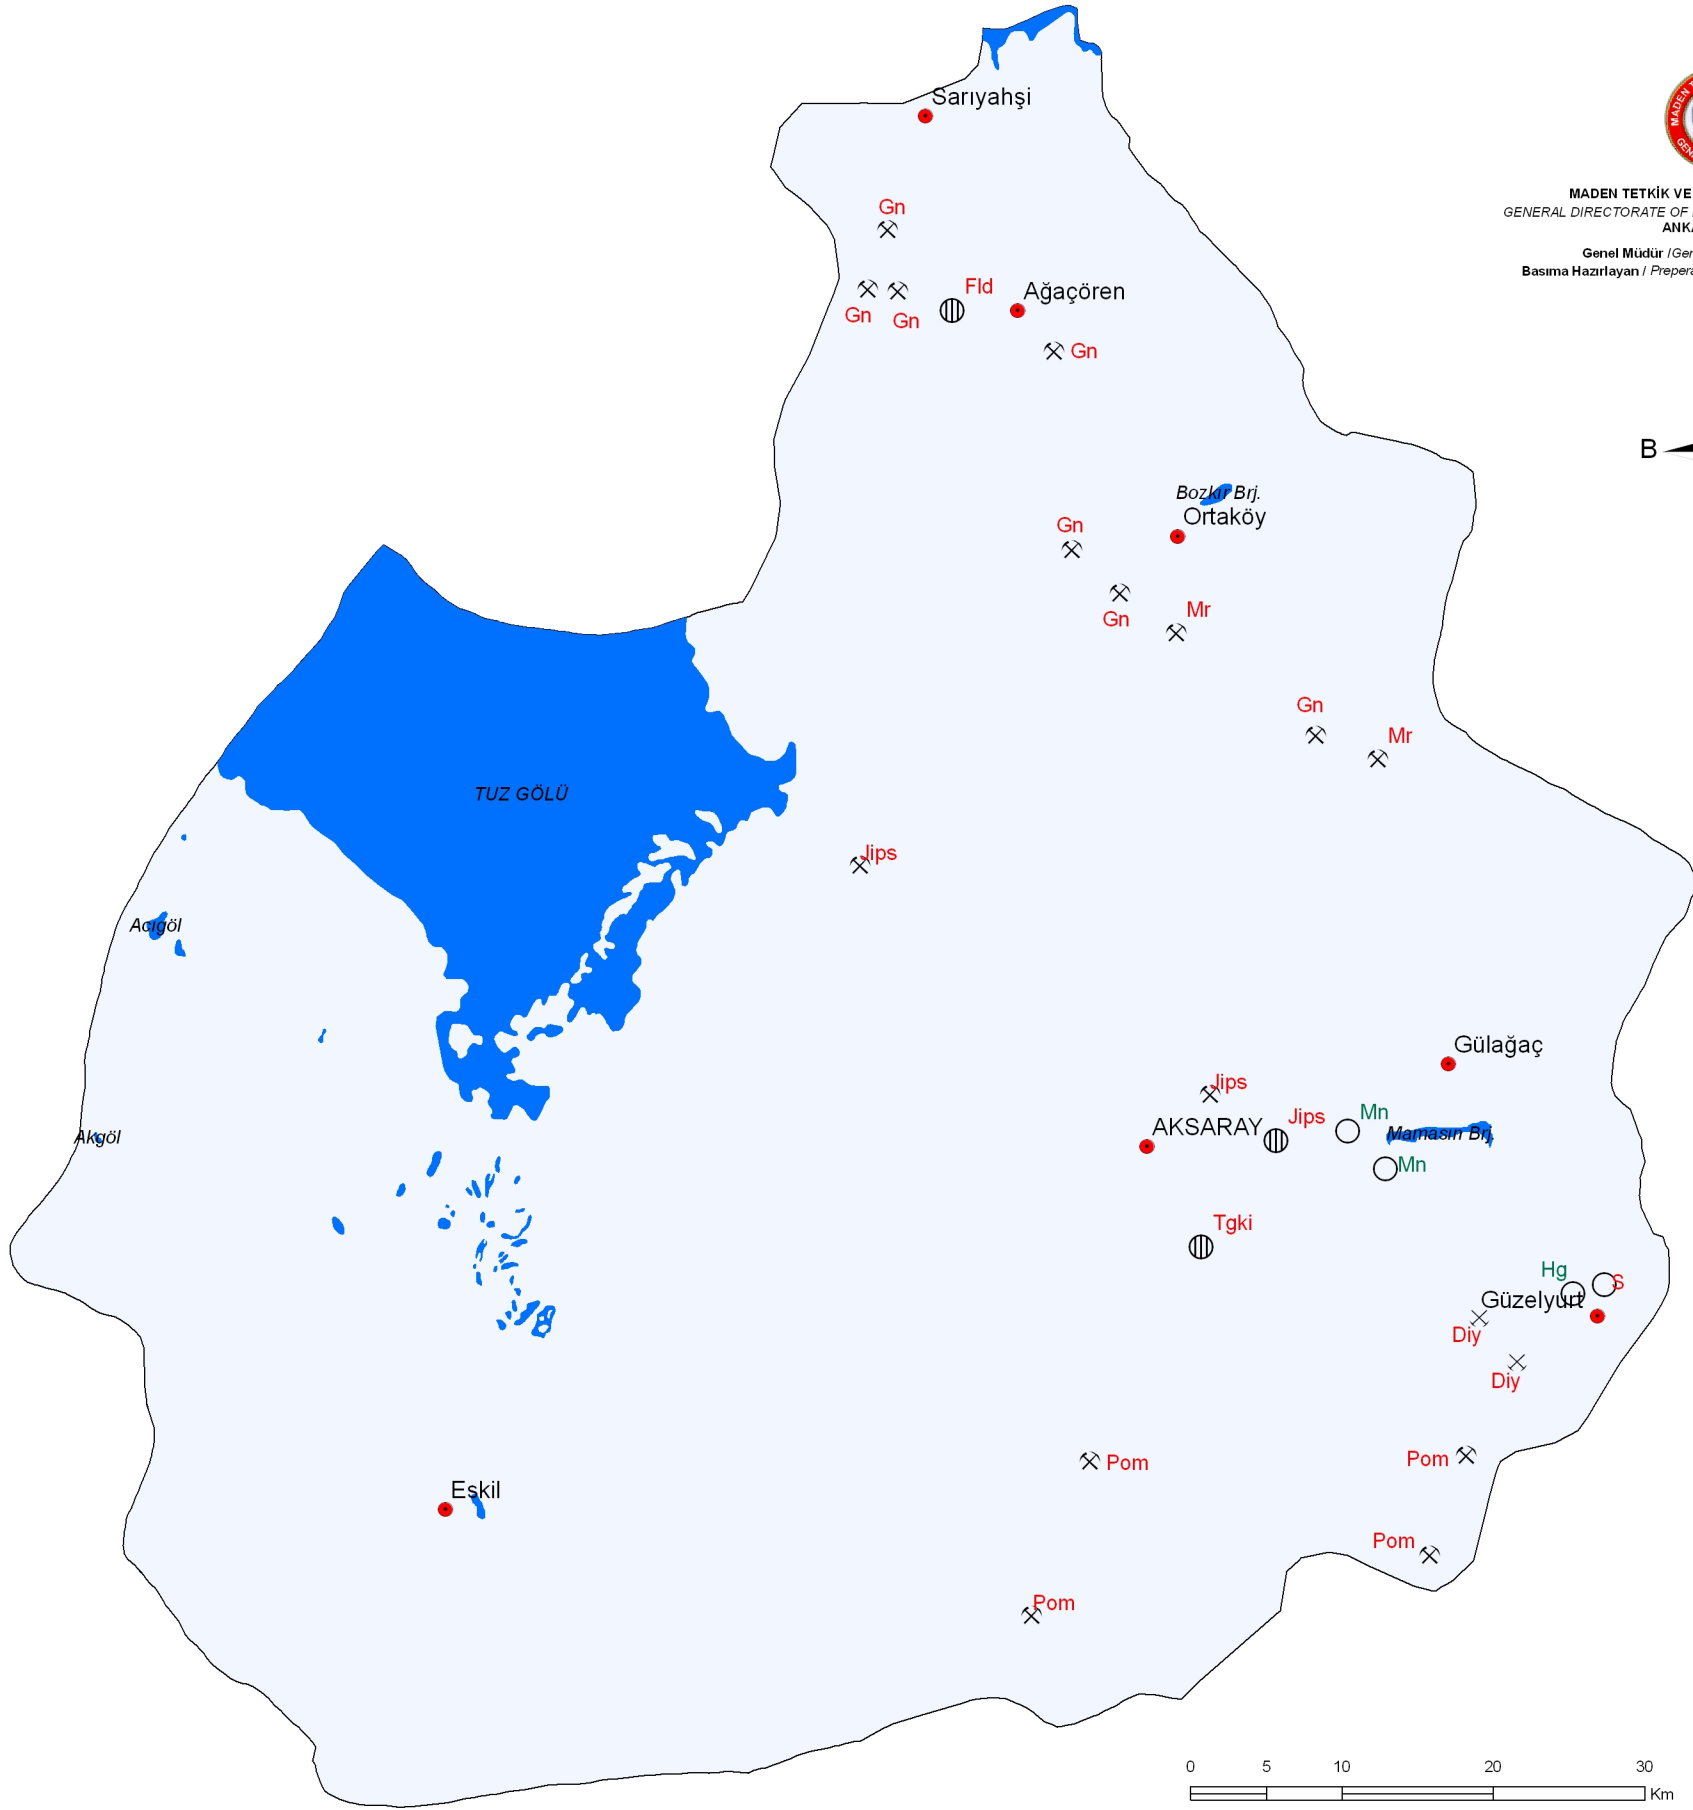 Sarıyahşi
MADEN TETKİK VE
GENERAL DIRECTORATE OF
Genel Müdür /
Basıma Hazırlayan /
Gn
Fld
Ağaçören
Gn
Gn
Gn
B
Bozkır Brj.
Ortaköy
Gn
Gn
Mr
Gn
Mr
TUZ GÖLÜ
Jips
Acıgöl
Gülağaç
Jips
Jips
Mn
AKSARAY
Mamasın Brj.
Akgöl
Mn
Tgki
Hg
S
Güzelyurt
Diy
Diy
Pom
Pom
Eskil
Pom
Pom
0 5 10 20 30
Km